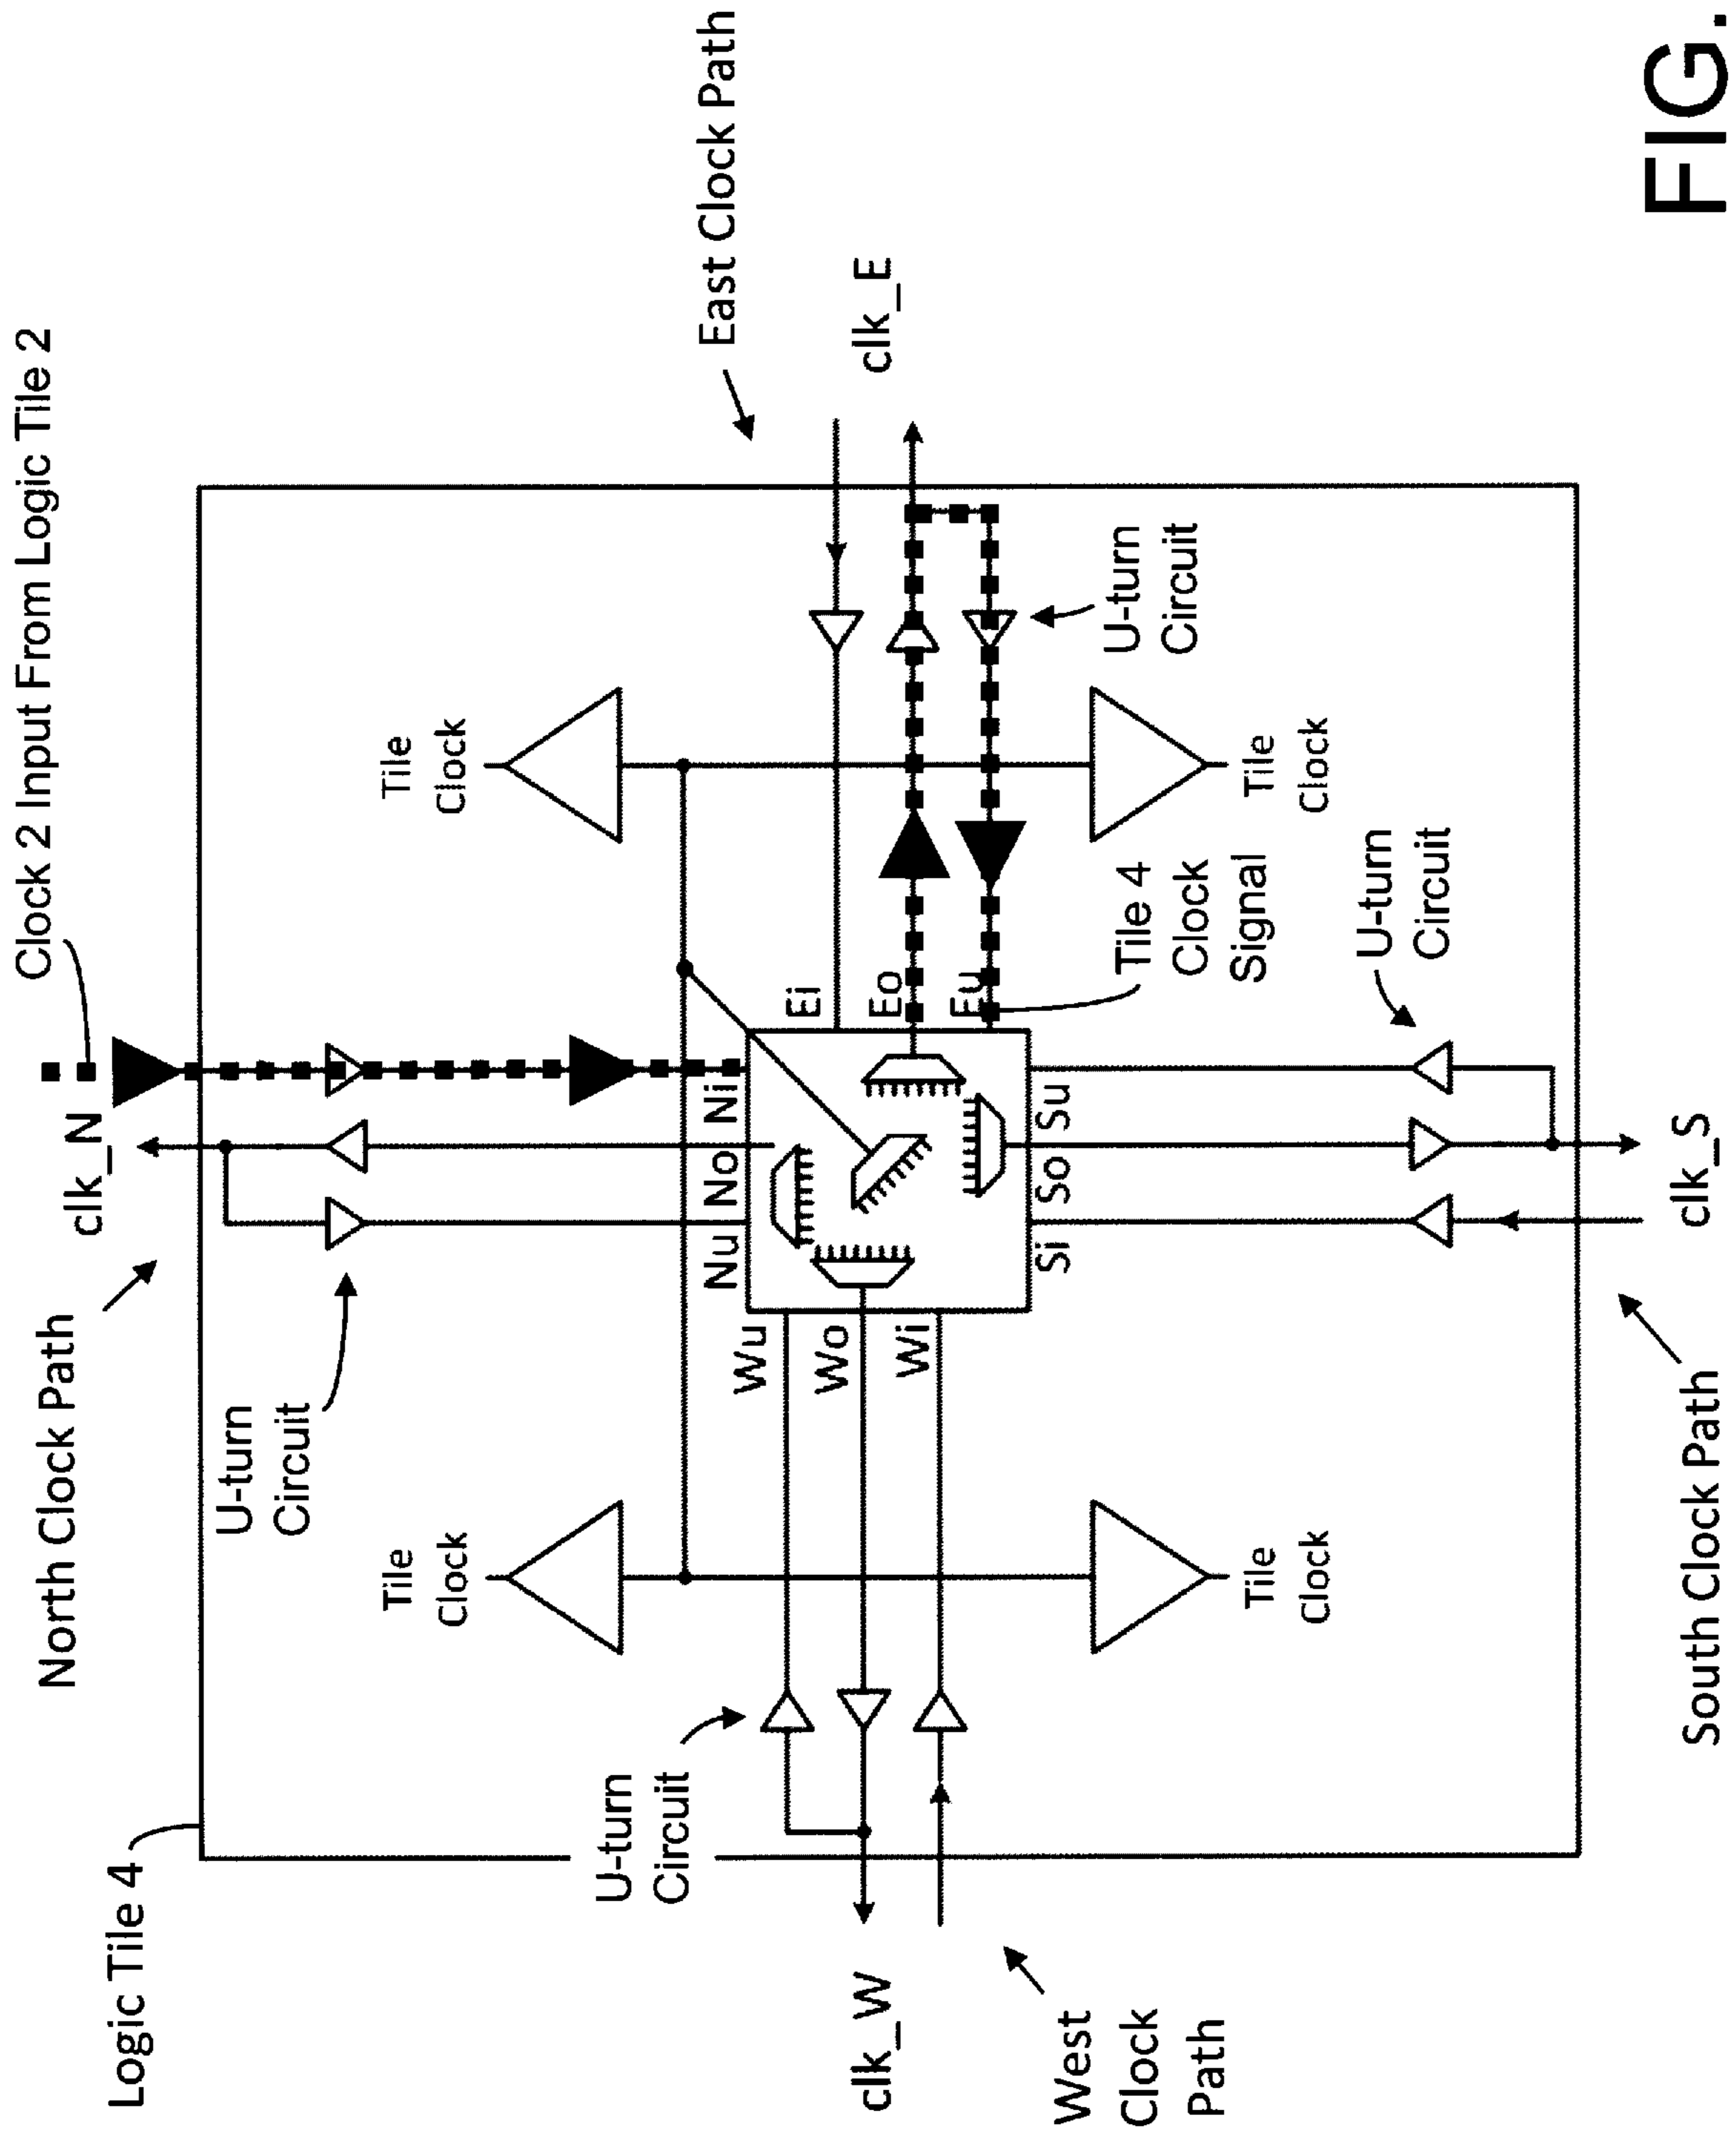 Clock 2 Input From Logic Tile 2
clk_N
North Clock Path
Logic Tile 4
U-turn
Circuit
East Clock Path
clk_E
Tile
Clock
Tile
Clock
Nu
No
Ni
Ei
Eo
Eu
Wu
Wo
Wi
Si
So
Su
U-turn
Circuit
Tile 4
Clock
Signal
U-turn
Circuit
clk_W
West
Clock
Path
U-turn
Circuit
Tile
Clock
Tile
Clock
clk_S
South Clock Path
FIG.